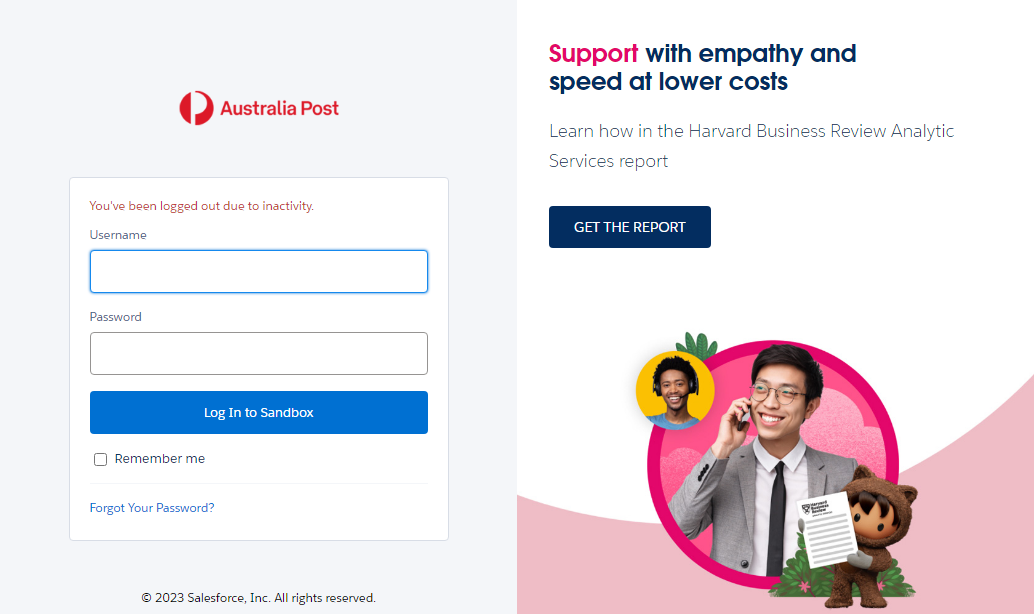 Australia Post
You've been logged out due to inactivity.
Username
Password
Log In to Sandbox
Remember me
Forgot Your Password?
© 2023 Salesforce, Inc. All rights reserved.
Support with empathy and
speed at lower costs
Learn how in the Harvard Business Review Analytic
Services report
GET THE REPORT
Harvard
Business
Review